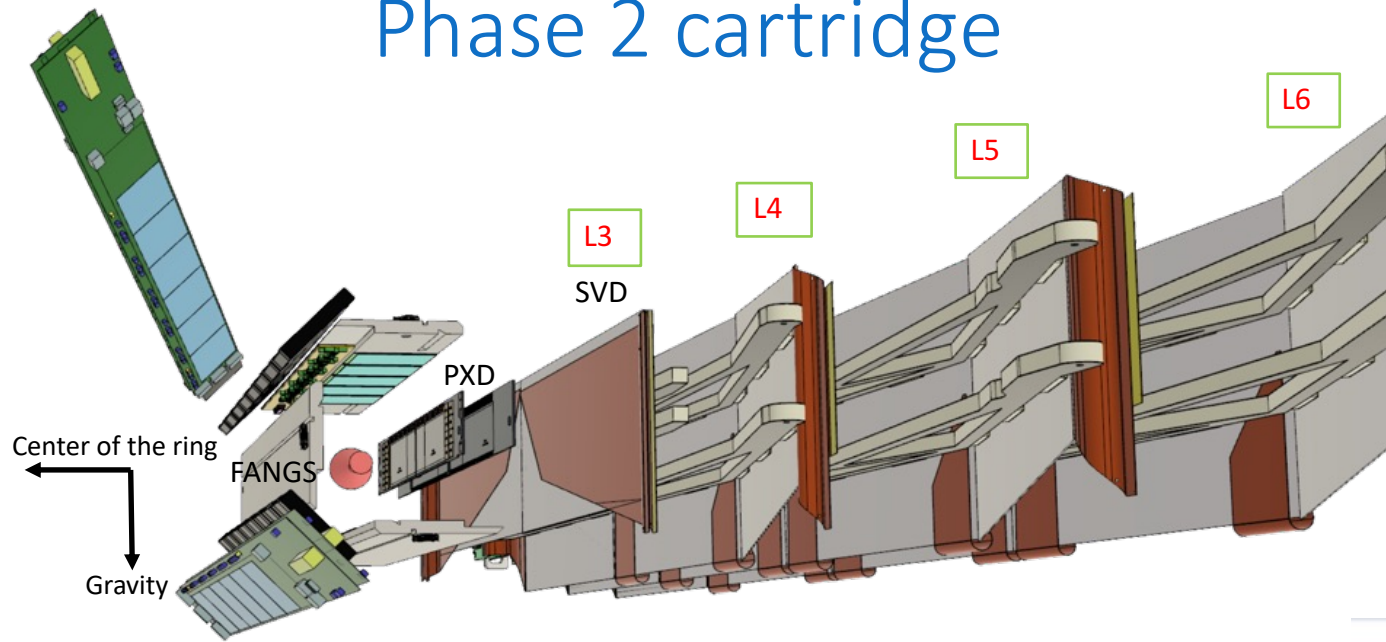 Phase 2 cartridge
L6
L5
L4
L3
SVD
PXD
Center of the ring
FANGS
Gravity